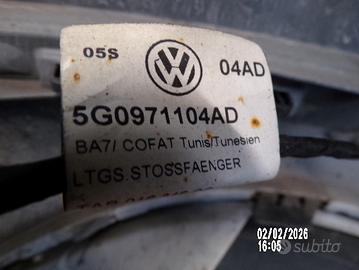 05S
04AD
5G0971104AD
BA7/ COFAT Tunis/Tunesien
LTGS.STOSSFAENGER
02/02/2026
16:05
subito